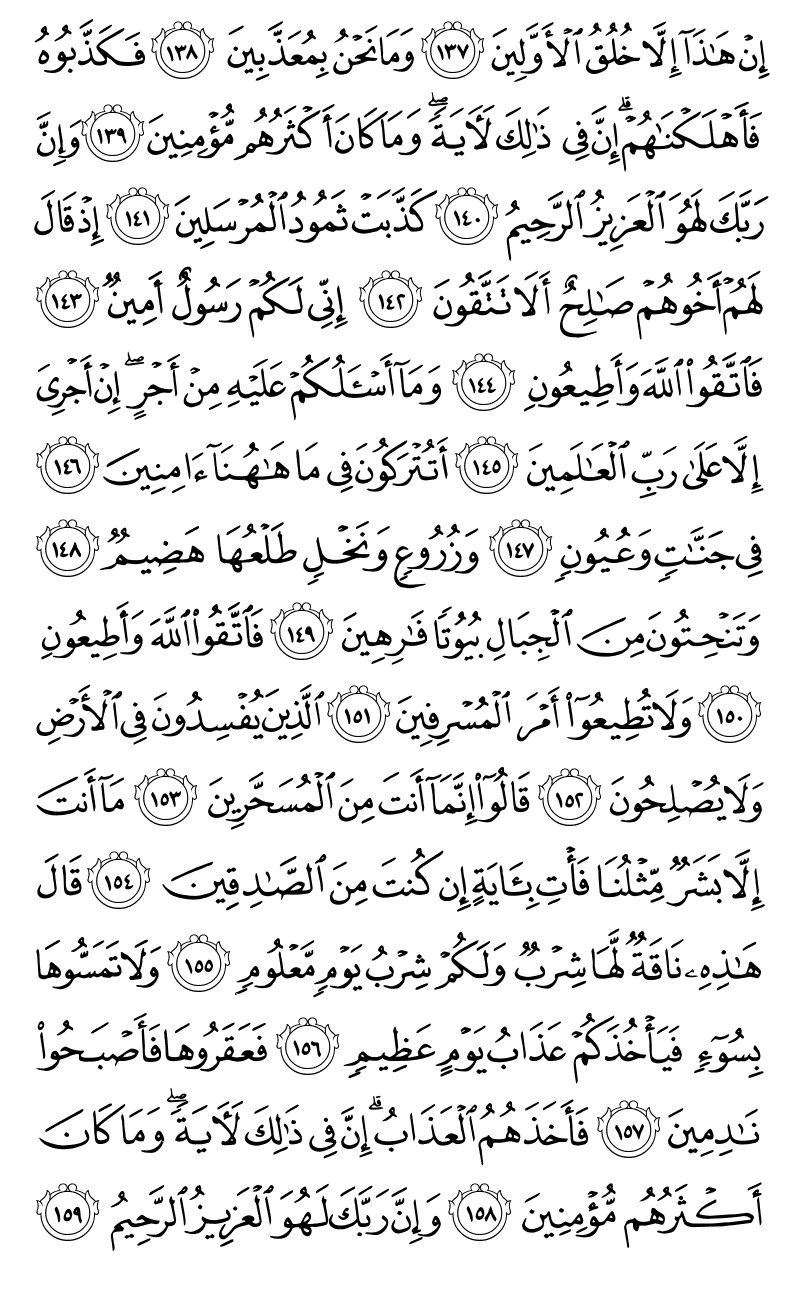 إِنْ هَٰذَآ إِلَّا خُلُقُ ٱلْأَوَّلِينَ ١٣٧ وَمَا نَحْنُ بِمُعَذَّبِينَ ١٣٨ فَكَذَّبُوهُ
فَأَهْلَكْنَٰهُمْ ۗ إِنَّ فِى ذَٰلِكَ لَـَٔايَةً ۖ وَمَا كَانَ أَكْثَرُهُم مُّؤْمِنِينَ ١٣٩ وَإِنَّ
رَبَّكَ لَهُوَ ٱلْعَزِيزُ ٱلرَّحِيمُ ١٤٠ كَذَّبَتْ ثَمُودُ ٱلْمُرْسَلِينَ ١٤١ إِذْ قَالَ
لَهُمْ أَخُوهُمْ صَٰلِحٌ أَلَا تَتَّقُونَ ١٤٢ إِنِّى لَكُمْ رَسُولٌ أَمِينٌ ١٤٣
فَٱتَّقُوا۟ ٱللَّهَ وَأَطِيعُونِ ١٤٤ وَمَآ أَسْـَٔلُكُمْ عَلَيْهِ مِنْ أَجْرٍ ۖ إِنْ أَجْرِىَ
إِلَّا عَلَىٰ رَبِّ ٱلْعَٰلَمِينَ ١٤٥ أَتُتْرَكُونَ فِى مَا هَٰهُنَآ ءَامِنِينَ ١٤٦
فِى جَنَّٰتٍ وَعُيُونٍ ١٤٧ وَزُرُوعٍ وَنَخْلٍ طَلْعُهَا هَضِيمٌ ١٤٨
وَتَنْحِتُونَ مِنَ ٱلْجِبَالِ بُيُوتًا فَٰرِهِينَ ١٤٩ فَٱتَّقُوا۟ ٱللَّهَ وَأَطِيعُونِ
١٥٠ وَلَا تُطِيعُوٓا۟ أَمْرَ ٱلْمُسْرِفِينَ ١٥١ ٱلَّذِينَ يُفْسِدُونَ فِى ٱلْأَرْضِ
وَلَا يُصْلِحُونَ ١٥٢ قَالُوٓا۟ إِنَّمَآ أَنتَ مِنَ ٱلْمُسَحَّرِينَ ١٥٣ مَآ أَنتَ
إِلَّا بَشَرٌ مِّثْلُنَا فَأْتِ بِـَٔايَةٍ إِن كُنتَ مِنَ ٱلصَّٰدِقِينَ ١٥٤ قَالَ
هَٰذِهِۦ نَاقَةٌ لَّهَا شِرْبٌ وَلَكُمْ شِرْبُ يَوْمٍ مَّعْلُومٍ ١٥٥ وَلَا تَمَسُّوهَا
بِسُوٓءٍ فَيَأْخُذَكُمْ عَذَابُ يَوْمٍ عَظِيمٍ ١٥٦ فَعَقَرُوهَا فَأَصْبَحُوا۟
نَٰدِمِينَ ١٥٧ فَأَخَذَهُمُ ٱلْعَذَابُ ۗ إِنَّ فِى ذَٰلِكَ لَـَٔايَةً ۖ وَمَا كَانَ
أَكْثَرُهُم مُّؤْمِنِينَ ١٥٨ وَإِنَّ رَبَّكَ لَهُوَ ٱلْعَزِيزُ ٱلرَّحِيمُ ١٥٩